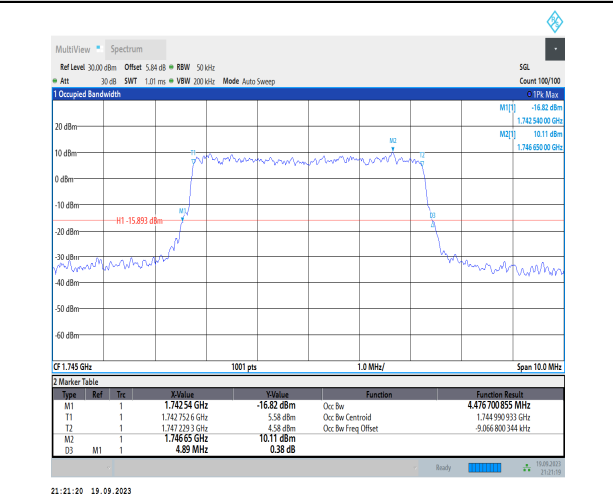 MultiView Spectrum
Ref Level 30.00 dBm Offset 5.84 dB RBW 50 kHz SGL
Att 30 dB SWT 1.01 ms VBW 200 kHz Mode Auto Sweep Count 100/100
1 Occupied Bandwidth 1Pk Max
M1[1] -16.82 dBm
1.742 540 00 GHz
M2[1] 10.11 dBm
1.746 650 00 GHz
20 dBm
M2
10 dBm
T1
T2
0 dBm
-10 dBm
M1
D3
H1 -15.893 dBm
-20 dBm
-30 dBm
-40 dBm
-50 dBm
-60 dBm
CF 1.745 GHz 1001 pts 1.0 MHz/ Span 10.0 MHz
2 Marker Table
Type Ref Trc X-Value Y-Value Function Function Result
M1 1 1.742 54 GHz -16.82 dBm Occ Bw 4.476 700 855 MHz
T1 1 1.742 752 6 GHz 5.58 dBm Occ Bw Centroid 1.744 990 933 GHz
T2 1 1.747 229 3 GHz 4.58 dBm Occ Bw Freq Offset -9.066 800 344 kHz
M2 1 1.746 65 GHz 10.11 dBm
D3 M1 1 4.89 MHz 0.38 dB
Ready 19.09.2023
21:21:19
21:21:20 19.09.2023